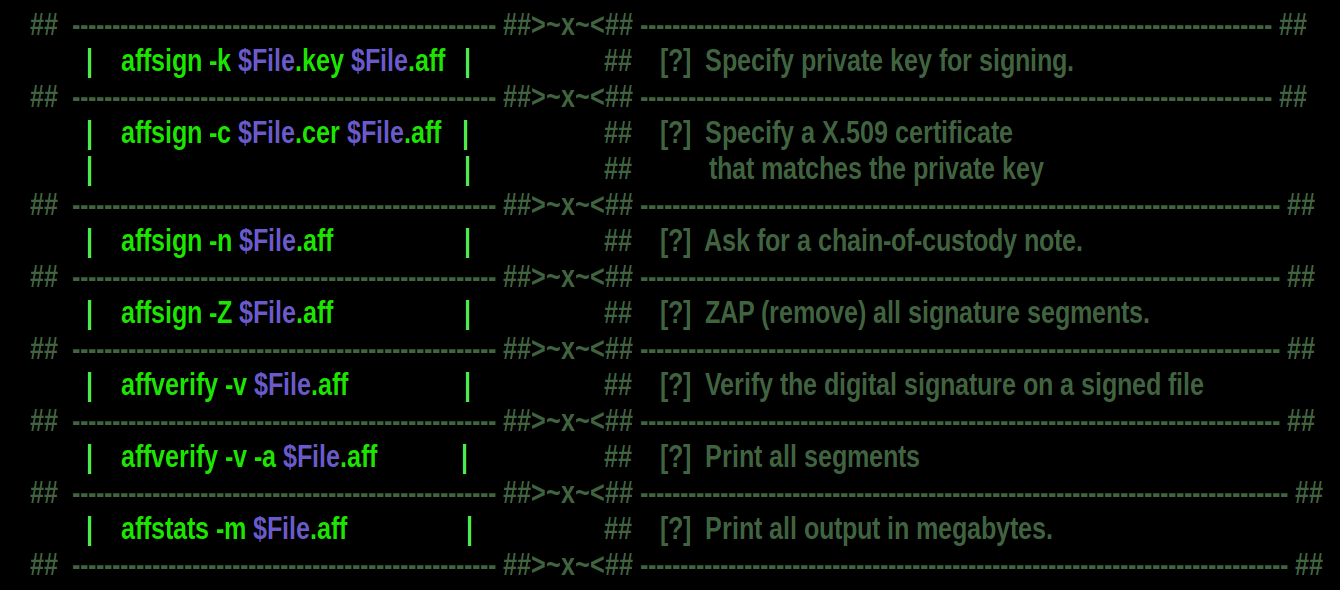 ## ----------------------------------------------------- ##>~x~<## ------------------------------------------------------------------------------- ##
| affsign -k $File.key $File.aff | ## [?] Specify private key for signing.
## ----------------------------------------------------- ##>~x~<## ------------------------------------------------------------------------------- ##
| affsign -c $File.cer $File.aff | ## [?] Specify a X.509 certificate
| | ## that matches the private key
## ----------------------------------------------------- ##>~x~<## -------------------------------------------------------------------------------- ##
| affsign -n $File.aff | ## [?] Ask for a chain-of-custody note.
## ----------------------------------------------------- ##>~x~<## -------------------------------------------------------------------------------- ##
| affsign -Z $File.aff | ## [?] ZAP (remove) all signature segments.
## ----------------------------------------------------- ##>~x~<## -------------------------------------------------------------------------------- ##
| affverify -v $File.aff | ## [?] Verify the digital signature on a signed file
## ----------------------------------------------------- ##>~x~<## -------------------------------------------------------------------------------- ##
| affverify -v -a $File.aff | ## [?] Print all segments
## ----------------------------------------------------- ##>~x~<## --------------------------------------------------------------------------------- ##
| affstats -m $File.aff | ## [?] Print all output in megabytes.
## ----------------------------------------------------- ##>~x~<## --------------------------------------------------------------------------------- ##